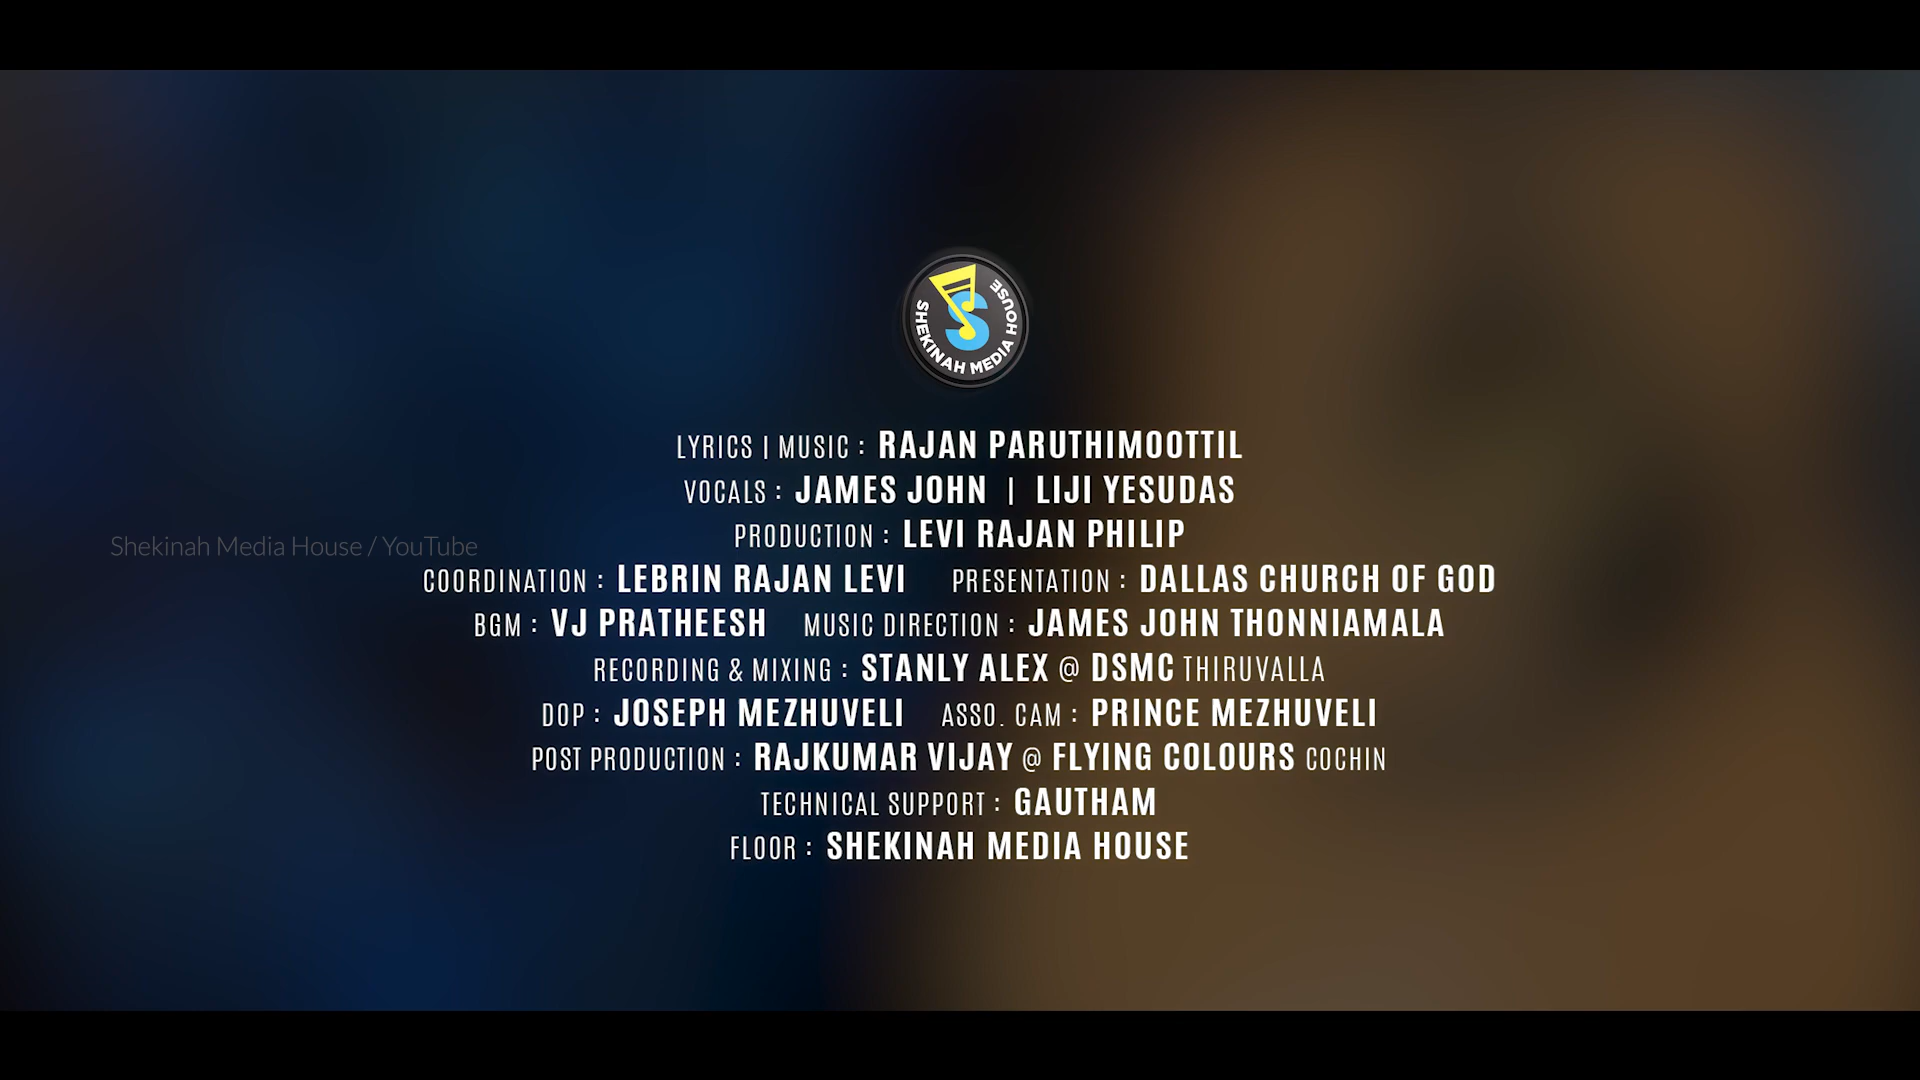 SHEKINAH MEDIA HOUSE
S
LYRICS | MUSIC : RAJAN PARUTHIMOOTTIL
VOCALS : JAMES JOHN | LIJI YESUDAS
PRODUCTION : LEVI RAJAN PHILIP
Shekinah Media House / YouTube
COORDINATION : LEBRIN RAJAN LEVI PRESENTATION : DALLAS CHURCH OF GOD
BGM : VJ PRATHEESH MUSIC DIRECTION : JAMES JOHN THONNIAMALA
RECORDING & MIXING : STANLY ALEX @ DSMC THIRUVALLA
DOP : JOSEPH MEZHUVELI ASSO. CAM : PRINCE MEZHUVELI
POST PRODUCTION : RAJKUMAR VIJAY @ FLYING COLOURS COCHIN
TECHNICAL SUPPORT : GAUTHAM
FLOOR : SHEKINAH MEDIA HOUSE